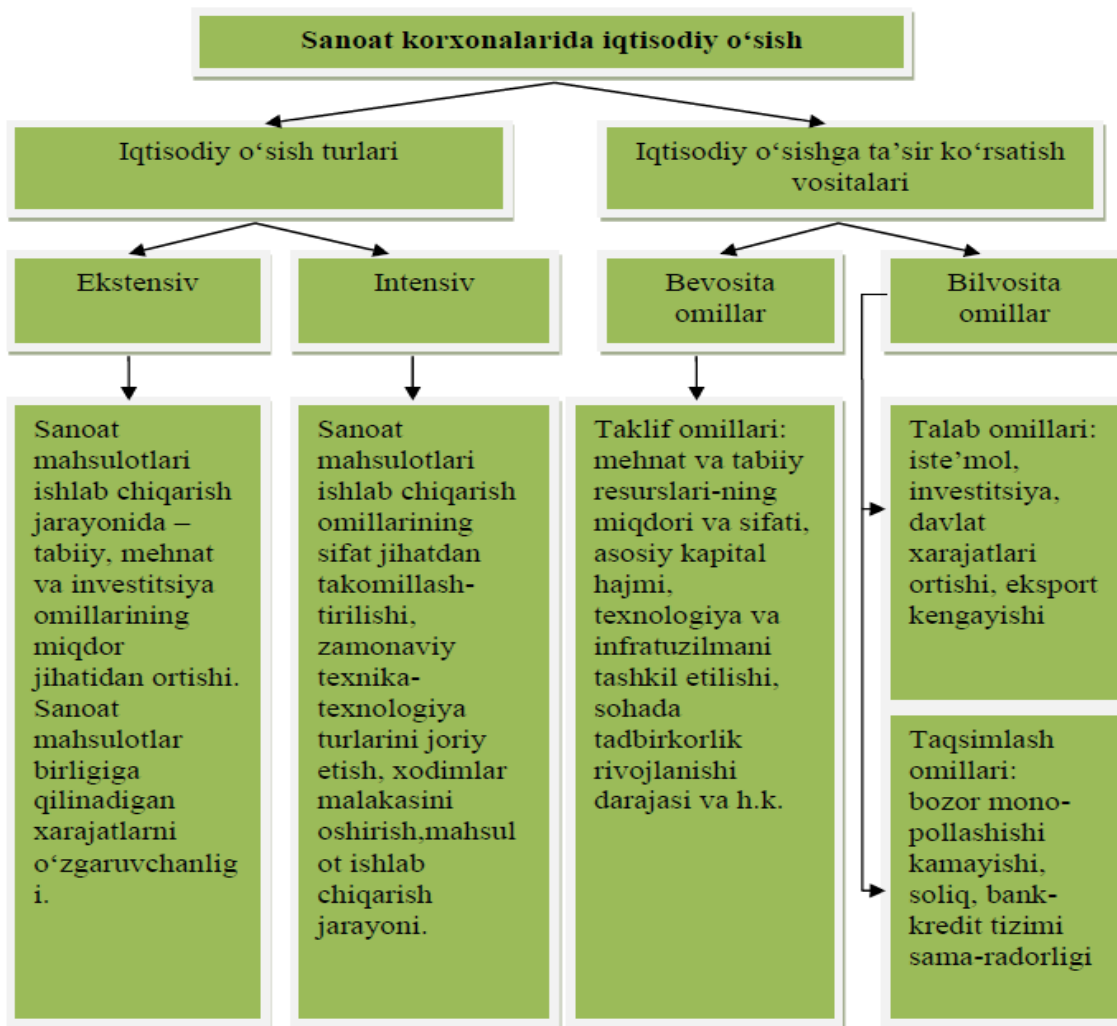 Sanoat korxonalarida iqtisodiy o‘sish
Iqtisodiy o‘sish turlari
Iqtisodiy o‘sishga ta’sir ko‘rsatish
vositalari
Ekstensiv
Intensiv
Bevosita
omillar
Bilvosita
omillar
Sanoat
mahsulotlari
ishlab chiqarish
jarayonida –
tabiiy, mehnat
va investitsiya
omillarining
miqdor
jihatidan ortishi.
Sanoat
mahsulotlar
birligiga
qilinadigan
xarajatlarni
o‘zgaruvchanlig
i.
Sanoat
mahsulotlari
ishlab chiqarish
omillarining
sifat jihatdan
takomillash-
tirilishi,
zamonaviy
texnika-
texnologiya
turlarini joriy
etish, xodimlar
malakasini
oshirish,mahsul
ot ishlab
chiqarish
jarayoni.
Taklif omillari:
mehnat va tabiiy
resurslari-ning
miqdori va sifati,
asosiy kapital
hajmi,
texnologiya va
infratuzilmani
tashkil etilishi,
sohada
tadbirkorlik
rivojlanishi
darajasi va h.k.
Talab omillari:
iste’mol,
investitsiya,
davlat
xarajatlari
ortishi, eksport
kengayishi
Taqsimlash
omillari:
bozor mono-
pollashishi
kamayishi,
soliq, bank-
kredit tizimi
sama-radorligi